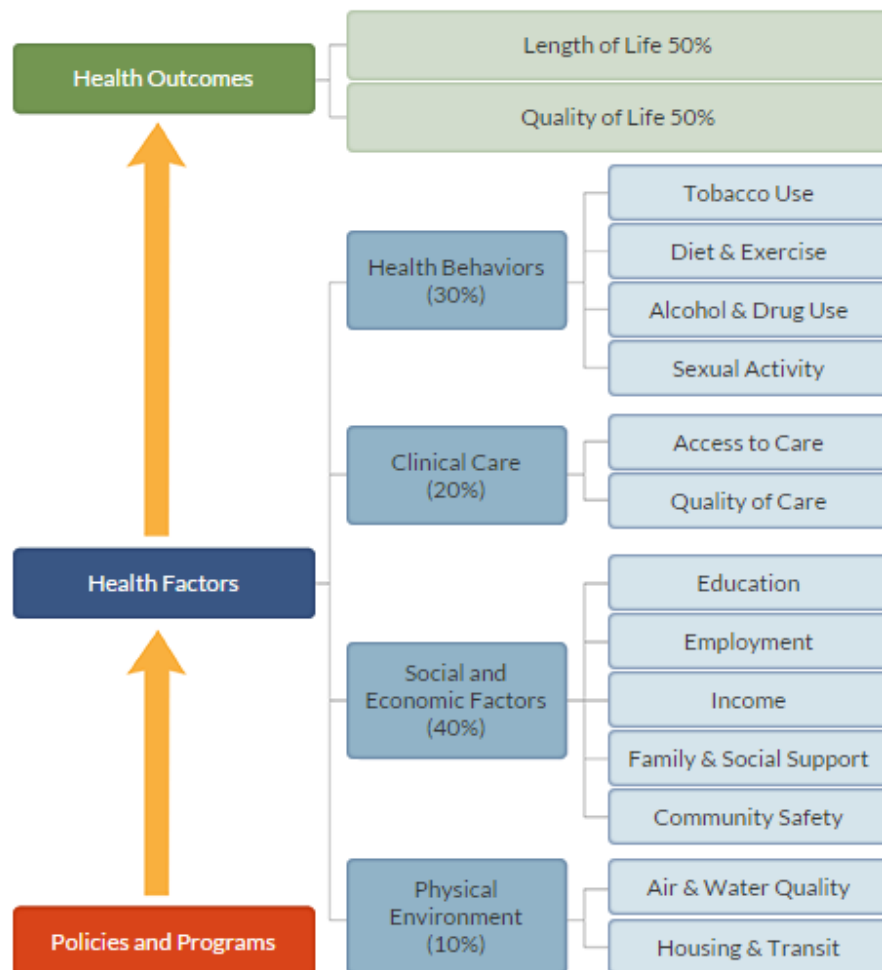 Health Outcomes
Length of Life 50%
Quality of Life 50%
Health Factors
Health Behaviors
(30%)
Tobacco Use
Diet & Exercise
Alcohol & Drug Use
Sexual Activity
Clinical Care
(20%)
Access to Care
Quality of Care
Social and
Economic Factors
(40%)
Education
Employment
Income
Family & Social Support
Community Safety
Physical
Environment
(10%)
Air & Water Quality
Housing & Transit
Policies and Programs